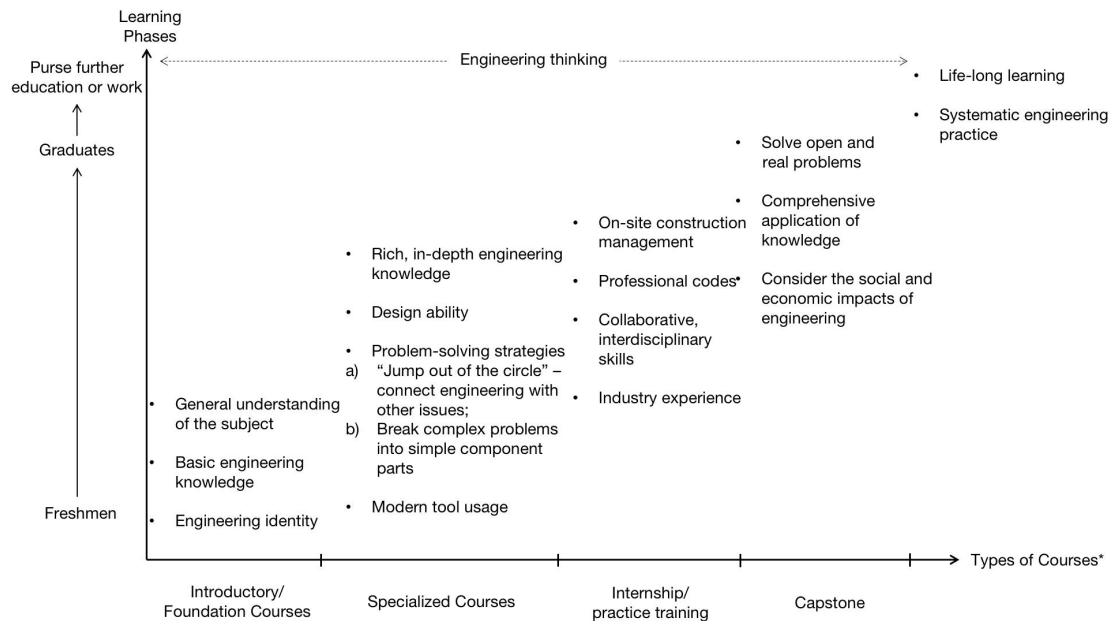 Learning
Phases
Purse further
education or work
Graduates
Freshmen
Engineering thinking
• General understanding
of the subject
• Basic engineering
knowledge
• Engineering identity
• Rich, in-depth engineering
knowledge
• Design ability
• Problem-solving strategies
a) “Jump out of the circle” –
connect engineering with
other issues;
b) Break complex problems
into simple component
parts
• Modern tool usage
• On-site construction
management
• Professional codes
• Collaborative,
interdisciplinary
skills
• Industry experience
• Solve open and
real problems
• Comprehensive
application of
knowledge
• Consider the social and
economic impacts of
engineering
• Life-long learning
• Systematic engineering
practice
Types of Courses*
Introductory/
Foundation Courses
Specialized Courses
Internship/
practice training
Capstone